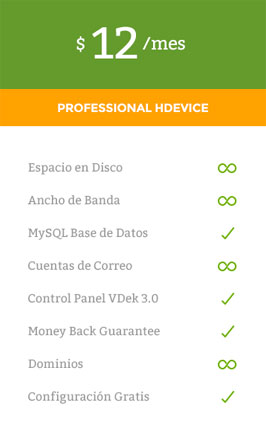 $ 12 /mes
PROFESSIONAL HDEVICE
Espacio en Disco ∞
Ancho de Banda ∞
MySQL Base de Datos ✓
Cuentas de Correo ∞
Control Panel VDek 3.0 ✓
Money Back Guarantee ✓
Dominios ∞
Configuración Gratis ✓